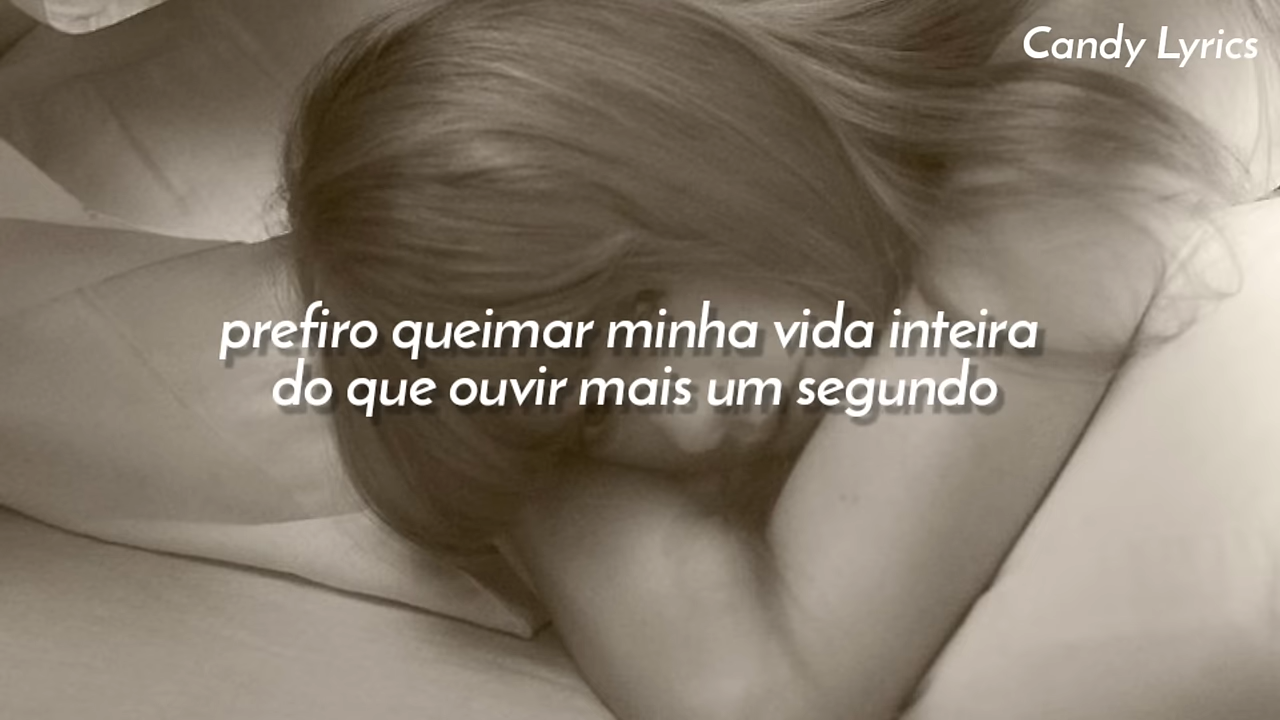 Candy Lyrics
prefiro queimar minha vida inteira
do que ouvir mais um segundo